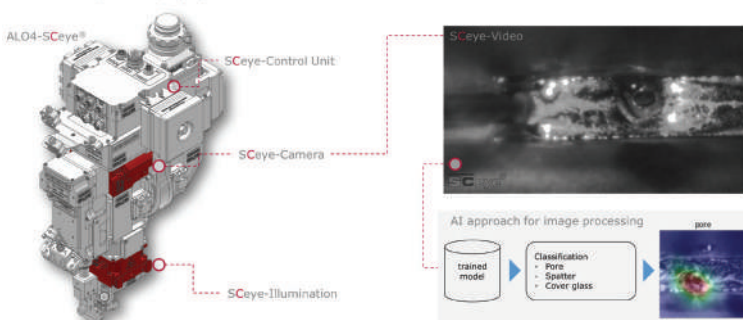 ALO4-SCeye®
SCeye-Control Unit
SCeye-Camera
SCeye-Illumination
SCeye-Video
AI approach for image processing
trained
model
Classification
• Pore
• Spatter
• Cover glass
pore